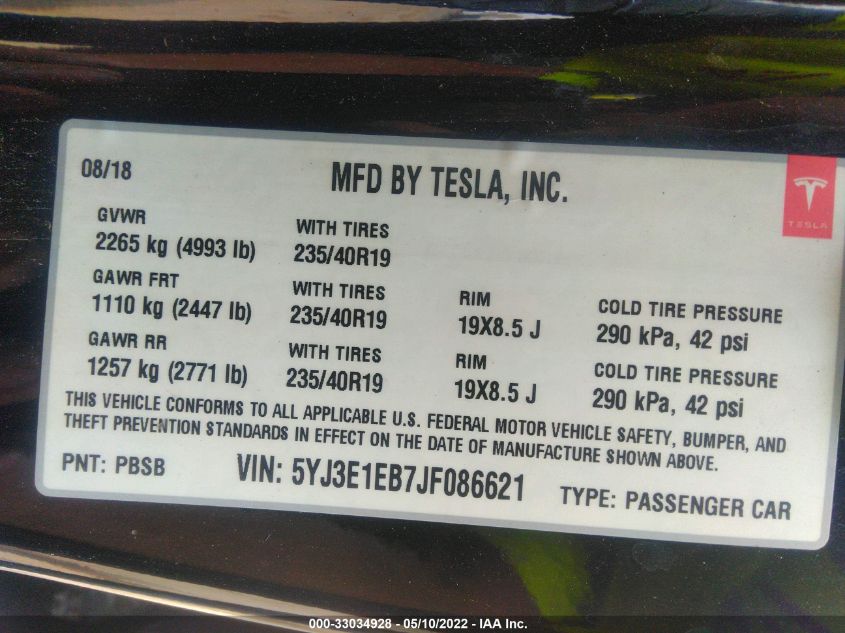 08/18
MFD BY TESLA, INC.
TESLA
GVWR
2265 kg (4993 lb)
WITH TIRES
235/40R19
GAWR FRT
1110 kg (2447 lb)
WITH TIRES
235/40R19
RIM
19X8.5 J
COLD TIRE PRESSURE
290 kPa, 42 psi
GAWR RR
1257 kg (2771 lb)
WITH TIRES
235/40R19
RIM
19X8.5 J
COLD TIRE PRESSURE
290 kPa, 42 psi
THIS VEHICLE CONFORMS TO ALL APPLICABLE U.S. FEDERAL MOTOR VEHICLE SAFETY, BUMPER, AND
THEFT PREVENTION STANDARDS IN EFFECT ON THE DATE OF MANUFACTURE SHOWN ABOVE.
PNT: PBSB
VIN: 5YJ3E1EB7JF086621
TYPE: PASSENGER CAR
000-33034928 - 05/10/2022 - IAA Inc.